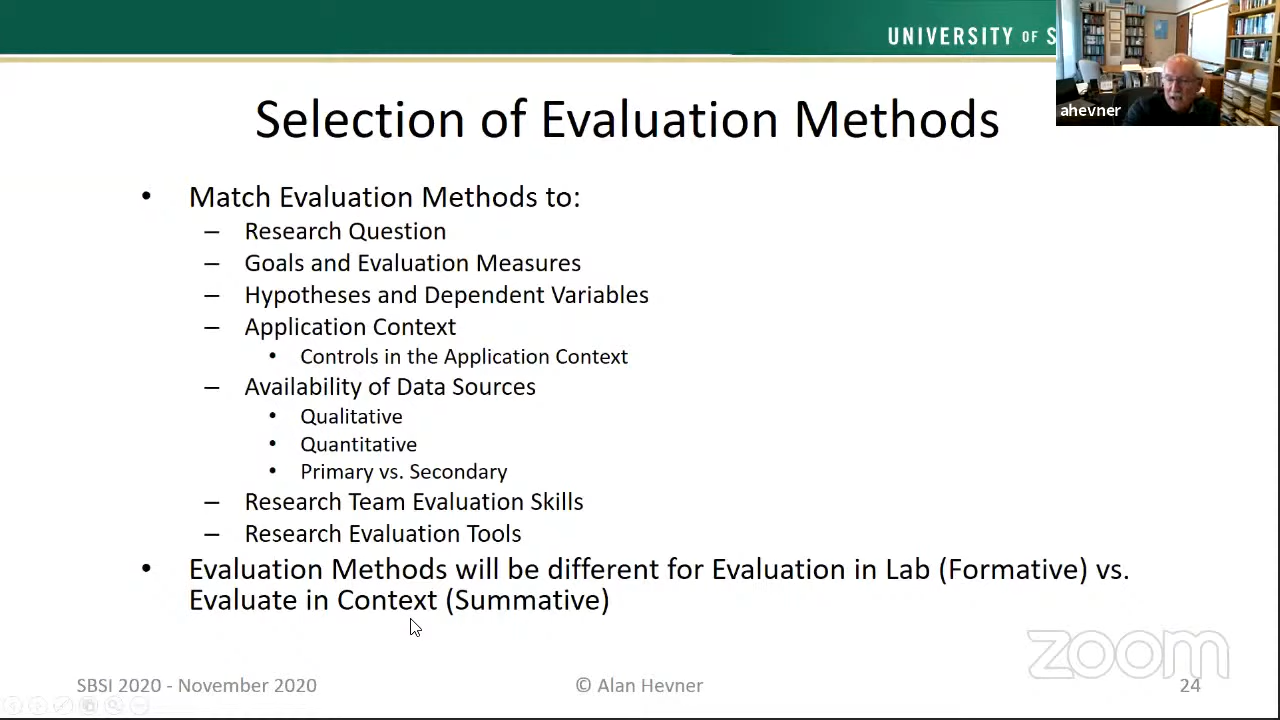 UNIVERSITY OF S
ahevner
Selection of Evaluation Methods
• Match Evaluation Methods to:
– Research Question
– Goals and Evaluation Measures
– Hypotheses and Dependent Variables
– Application Context
• Controls in the Application Context
– Availability of Data Sources
• Qualitative
• Quantitative
• Primary vs. Secondary
– Research Team Evaluation Skills
– Research Evaluation Tools
• Evaluation Methods will be different for Evaluation in Lab (Formative) vs.
Evaluate in Context (Summative)
zoom
SBSI 2020 - November 2020
© Alan Hevner
24